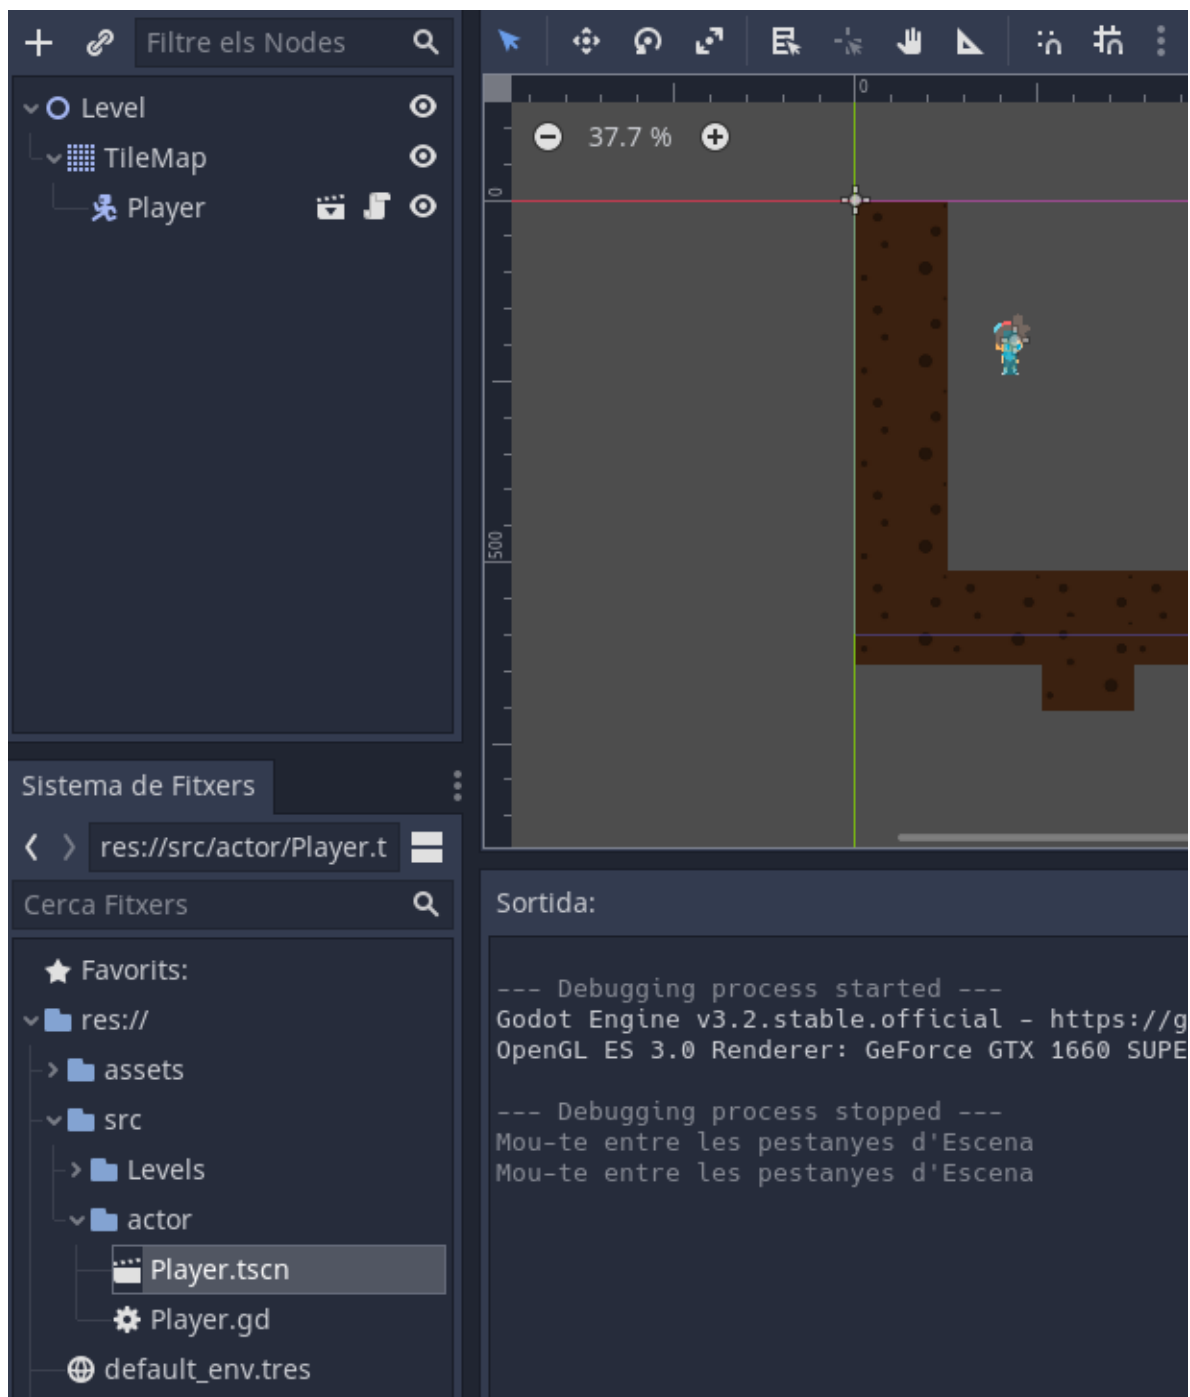 Filtre els Nodes
Level
TileMap
Player
0
37.7 %
0
500
Sistema de Fitxers
res://src/actor/Player.t
Cerca Fitxers
Favorits:
res://
assets
src
Levels
actor
Player.tscn
Player.gd
default_env.tres
Sortida:
--- Debugging process started ---
Godot Engine v3.2.stable.official - https://g
OpenGL ES 3.0 Renderer: GeForce GTX 1660 SUPE
--- Debugging process stopped ---
Mou-te entre les pestanyes d'Escena
Mou-te entre les pestanyes d'Escena